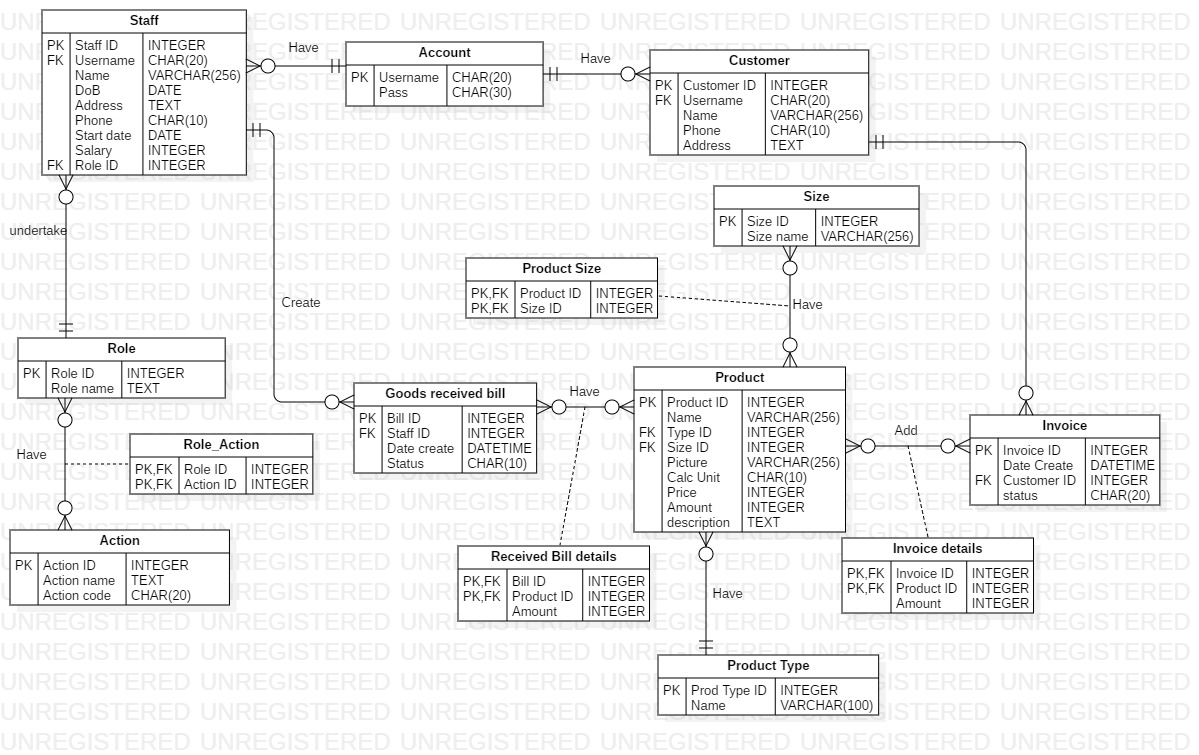 Staff
PK Staff ID INTEGER
FK Username CHAR(20)
Name VARCHAR(256)
DoB DATE
Address TEXT
Phone CHAR(10)
Start date DATE
Salary INTEGER
FK Role ID INTEGER
Have
Account
PK Username CHAR(20)
Pass CHAR(30)
Have
Customer
PK Customer ID INTEGER
FK Username CHAR(20)
Name VARCHAR(256)
Phone CHAR(10)
Address TEXT
undertake
Create
Size
PK Size ID INTEGER
Size name VARCHAR(256)
Product Size
PK,FK Product ID INTEGER
PK,FK Size ID INTEGER
Have
Role
PK Role ID INTEGER
Role name TEXT
Have
Role_Action
PK,FK Role ID INTEGER
PK,FK Action ID INTEGER
Action
PK Action ID INTEGER
Action name TEXT
Action code CHAR(20)
Goods received bill
PK Bill ID INTEGER
FK Staff ID INTEGER
Date create DATETIME
Status CHAR(10)
Have
Product
PK Product ID INTEGER
Name VARCHAR(256)
FK Type ID INTEGER
FK Size ID INTEGER
Picture VARCHAR(256)
Calc Unit CHAR(10)
Price INTEGER
Amount INTEGER
description TEXT
Add
Invoice
PK Invoice ID INTEGER
Date Create DATETIME
FK Customer ID INTEGER
status CHAR(20)
Received Bill details
PK,FK Bill ID INTEGER
PK,FK Product ID INTEGER
Amount INTEGER
Invoice details
PK,FK Invoice ID INTEGER
PK,FK Product ID INTEGER
Amount INTEGER
Have
Product Type
PK Prod Type ID INTEGER
Name VARCHAR(100)
UNREGISTERED